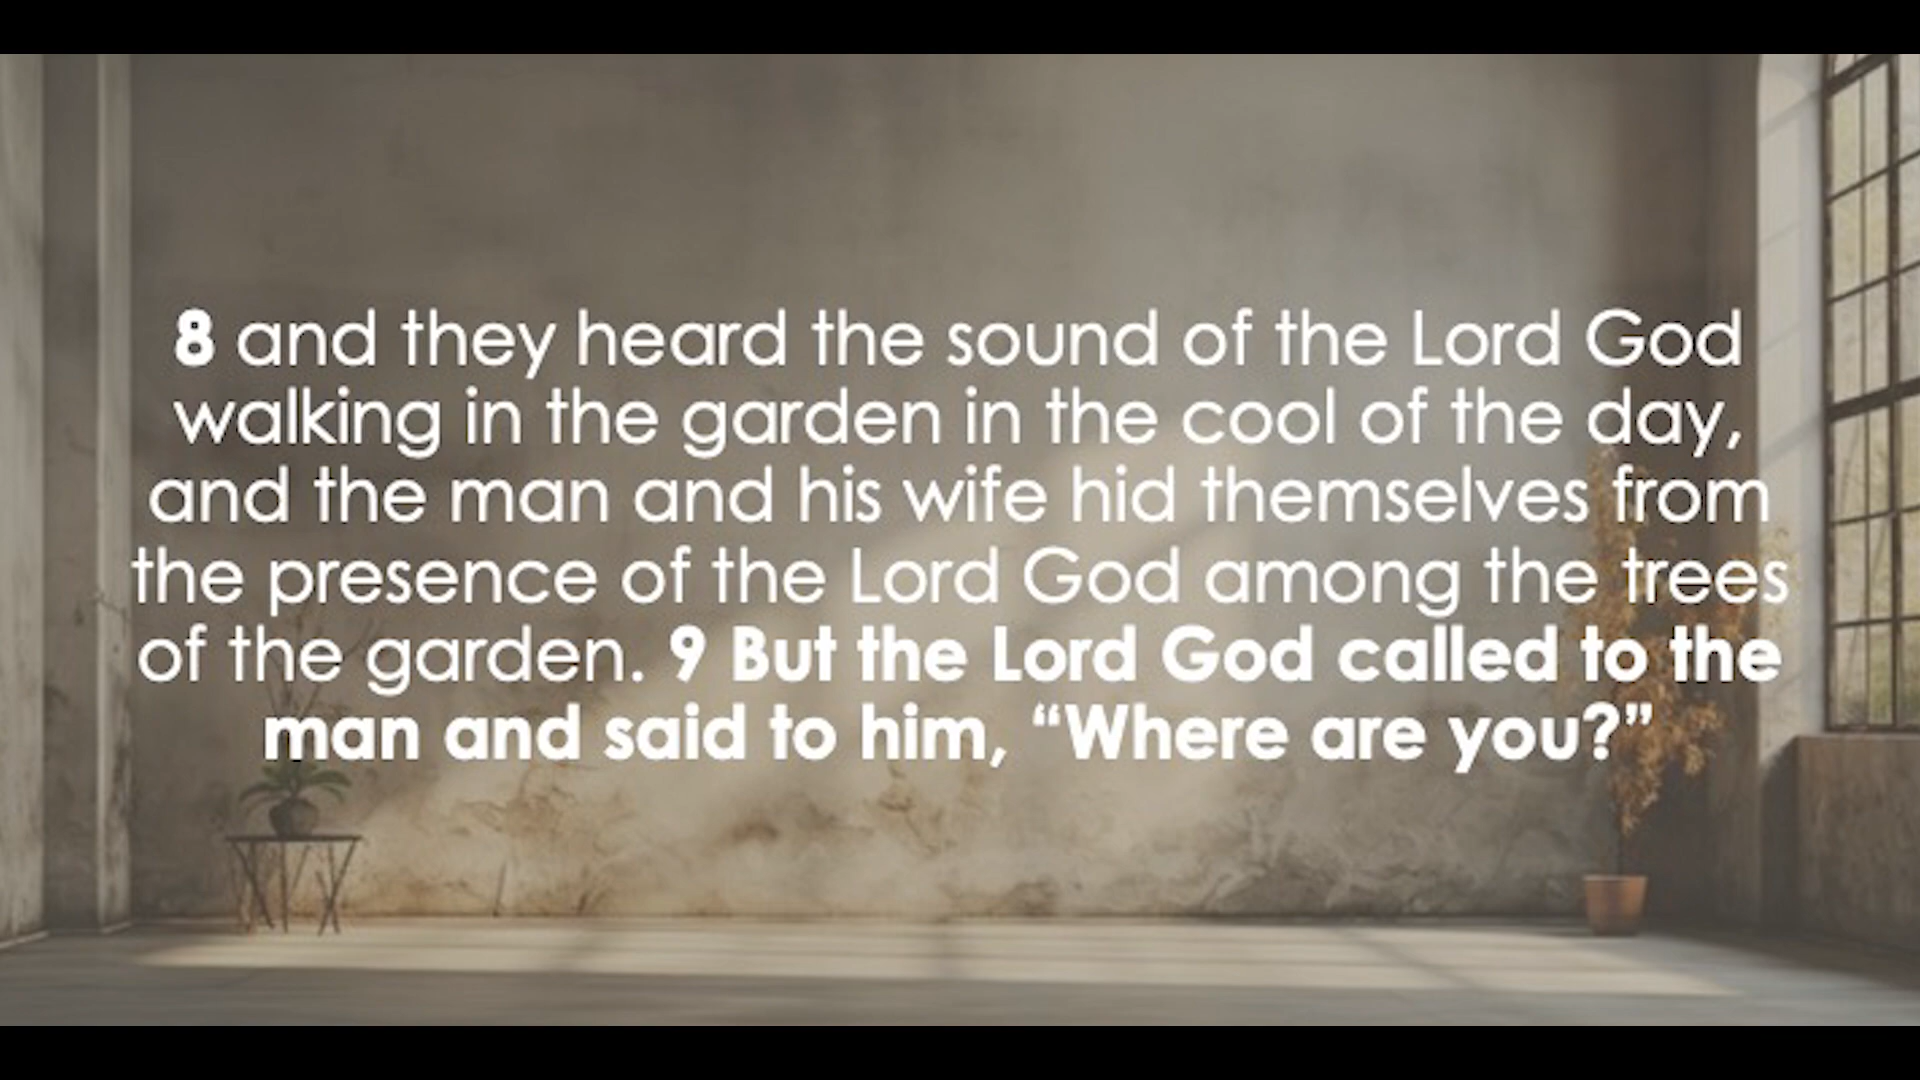 8 and they heard the sound of the Lord God
walking in the garden in the cool of the day,
and the man and his wife hid themselves from
the presence of the Lord God among the trees
of the garden. 9 But the Lord God called to the
man and said to him, “Where are you?”